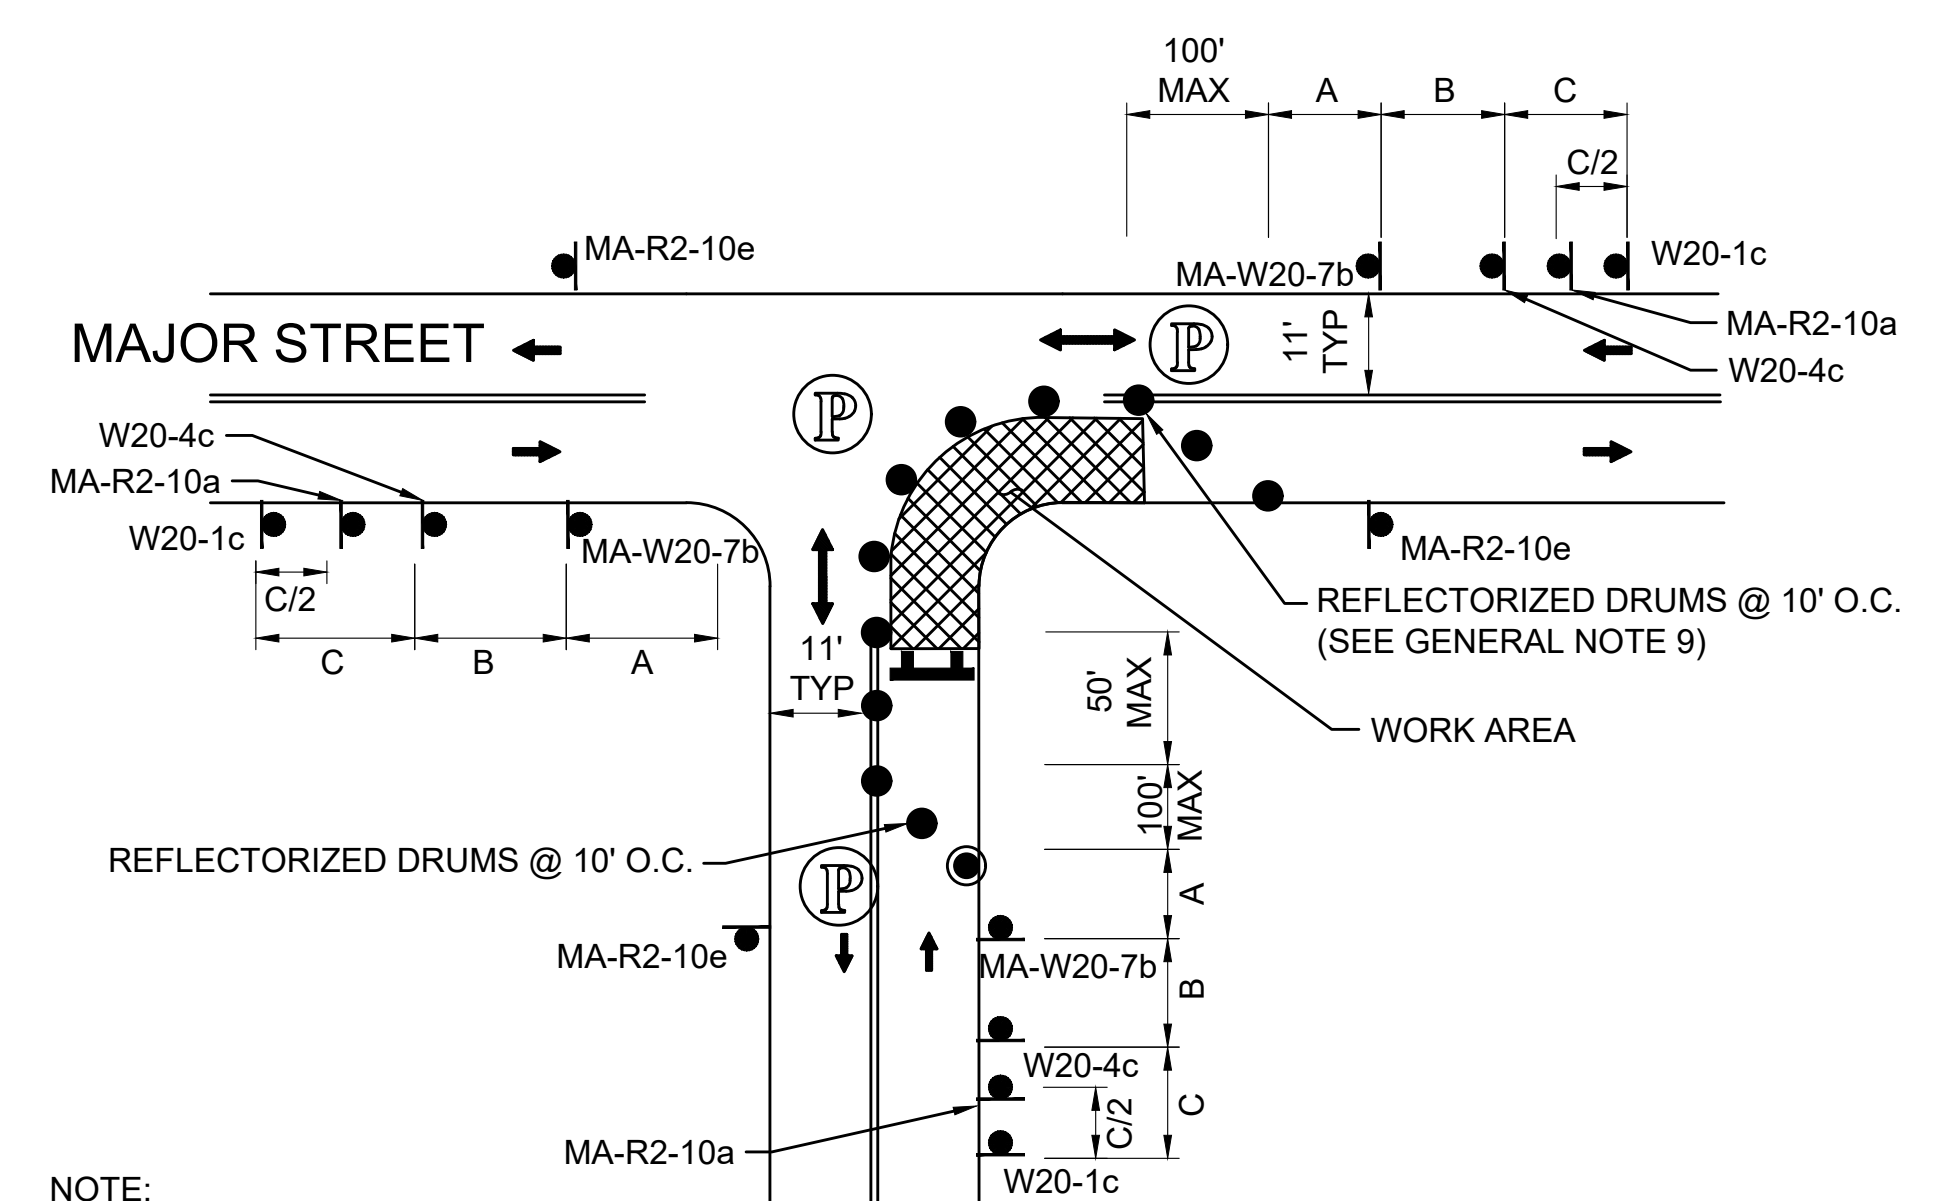 100'
MAX
A
B
C
C/2
MA-R2-10e
MA-W20-7b
W20-1c
MA-R2-10a
W20-4c
11'
TYP
MAJOR STREET
P
P
W20-4c
MA-R2-10a
W20-1c
MA-W20-7b
C/2
C
B
A
MA-R2-10e
REFLECTORIZED DRUMS @ 10' O.C.
(SEE GENERAL NOTE 9)
11'
TYP
50'
MAX
WORK AREA
100'
MAX
REFLECTORIZED DRUMS @ 10' O.C.
P
A
MA-R2-10e
MA-W20-7b
B
W20-4c
C/2
C
MA-R2-10a
W20-1c
NOTE: